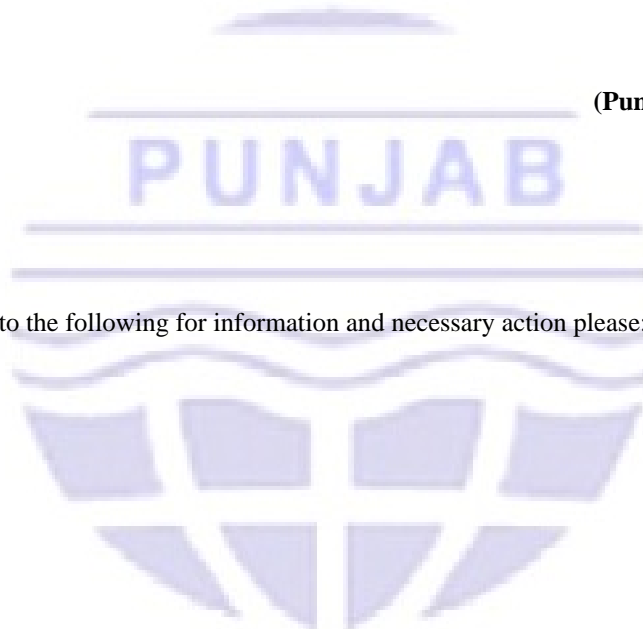 (Pun
PUNJAB
to the following for information and necessary action please: